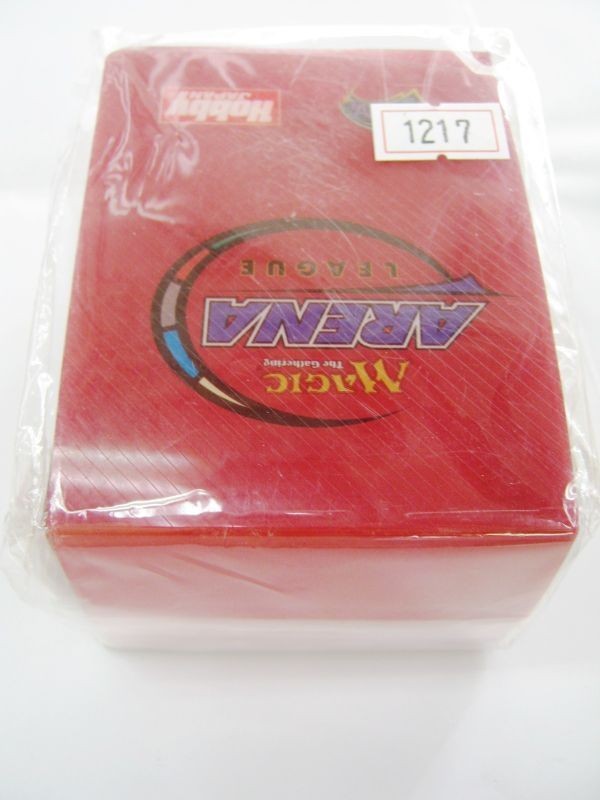 Hobby
JAPAN
1217
MAGIC
The Gathering
ARENA
LEAGUE